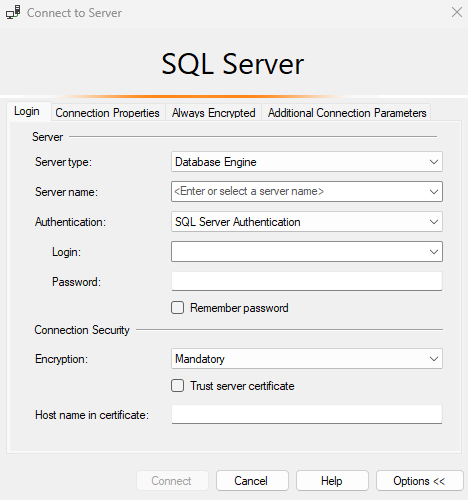 Connect to Server
SQL Server
Login Connection Properties Always Encrypted Additional Connection Parameters
Server
Server type: Database Engine
Server name: <Enter or select a server name>
Authentication: SQL Server Authentication
Login:
Password:
Remember password
Connection Security
Encryption: Mandatory
Trust server certificate
Host name in certificate:
Connect Cancel Help Options <<